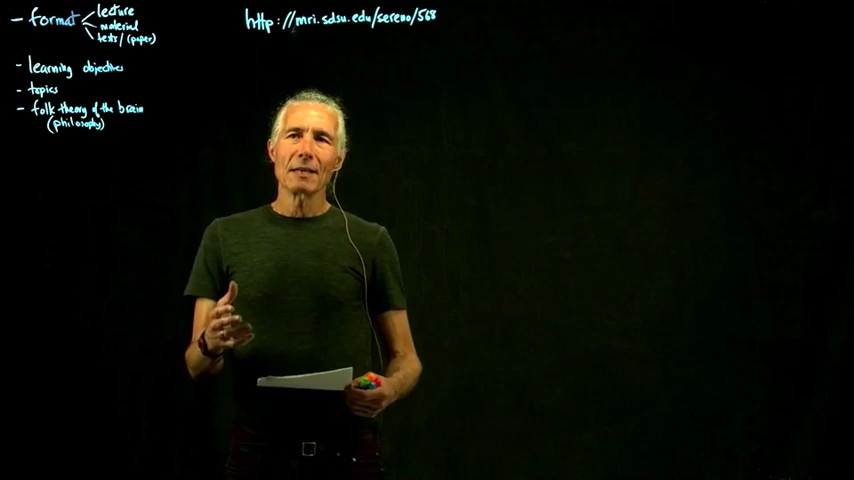 - format lecture
material
tests/(paper)
- learning objectives
- topics
- folk theory of the brain
(philosophy)
http://mri.sdsu.edu/sereno/568